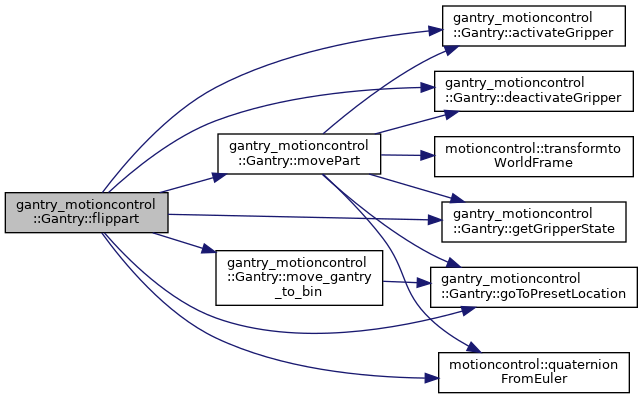 gantry_motioncontrol
::Gantry::flippart
gantry_motioncontrol
::Gantry::movePart
gantry_motioncontrol
::Gantry::move_gantry
_to_bin
gantry_motioncontrol
::Gantry::activateGripper
gantry_motioncontrol
::Gantry::deactivateGripper
motioncontrol::transformto
WorldFrame
gantry_motioncontrol
::Gantry::getGripperState
gantry_motioncontrol
::Gantry::goToPresetLocation
motioncontrol::quaternion
FromEuler